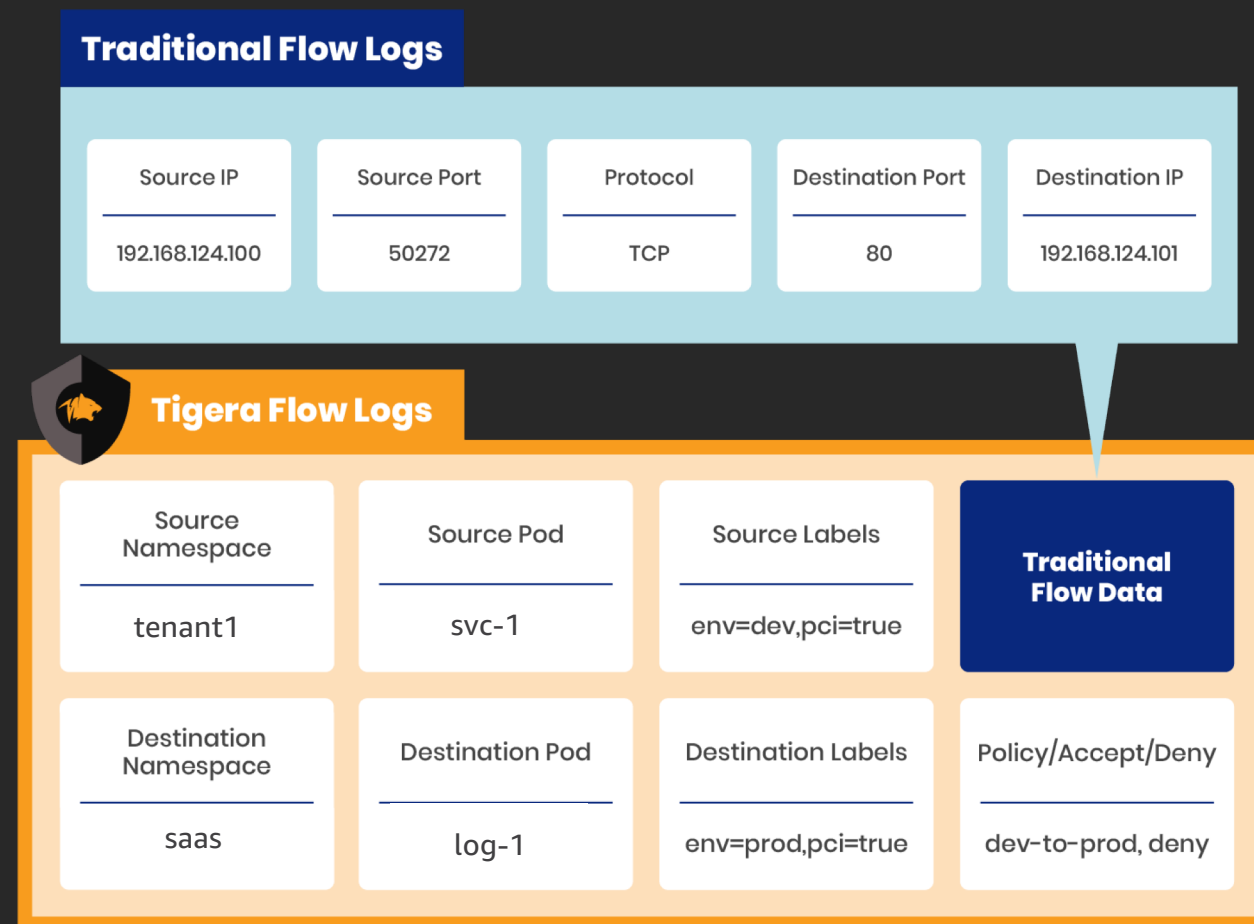 Traditional Flow Logs
Source IP
Source Port
Protocol
Destination Port
Destination IP
192.168.124.100
50272
TCP
80
192.168.124.101
Tigera Flow Logs
Source
Namespace
tenant1
Source Pod
svc-1
Source Labels
env=dev,pci=true
Traditional
Flow Data
Destination
Namespace
saas
Destination Pod
log-1
Destination Labels
env=prod,pci=true
Policy/Accept/Deny
dev-to-prod, deny